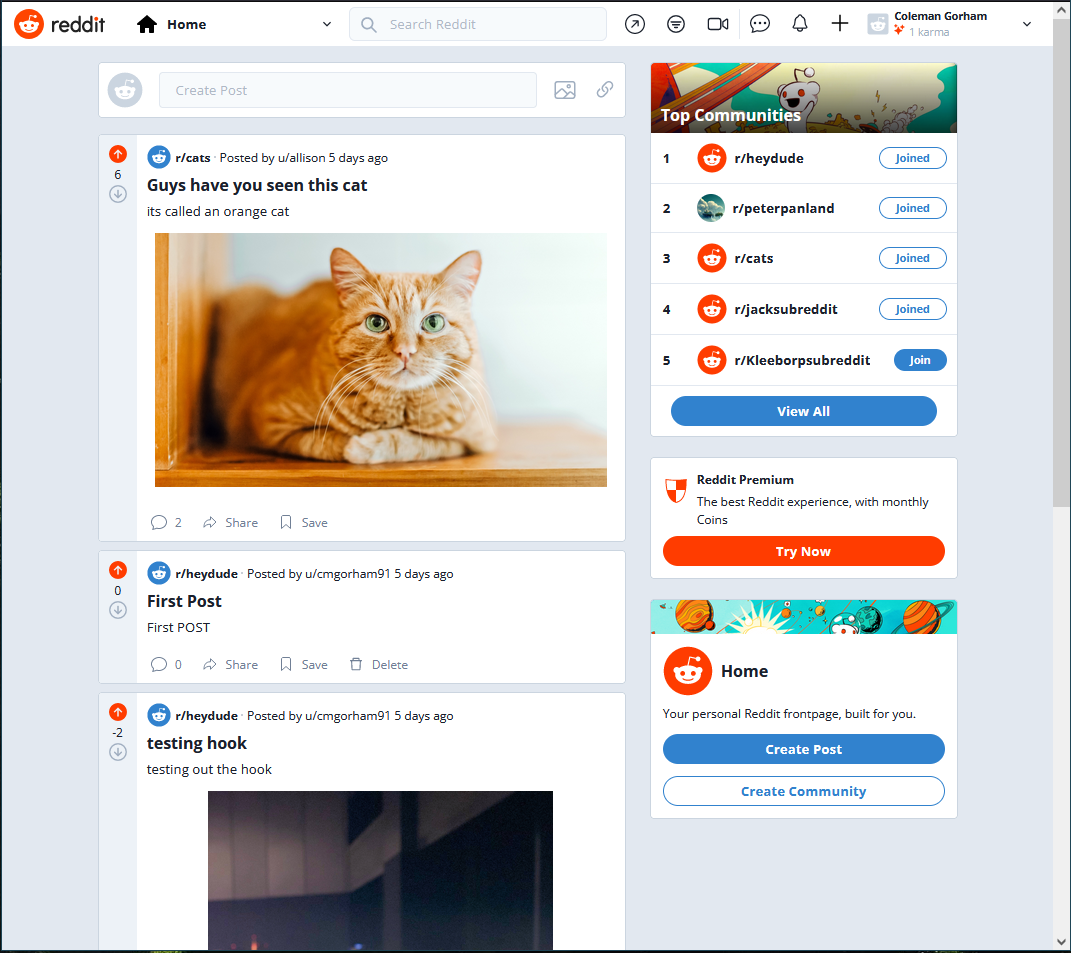 reddit
Home
Search Reddit
Coleman Gorham
1 karma
Create Post
r/cats · Posted by u/allison 5 days ago
6
Guys have you seen this cat
its called an orange cat
2 Share Save
r/heydude · Posted by u/cmgorham91 5 days ago
0
First Post
First POST
0 Share Save Delete
r/heydude · Posted by u/cmgorham91 5 days ago
-2
testing hook
testing out the hook
Top Communities
1 r/heydude Joined
2 r/peterpanland Joined
3 r/cats Joined
4 r/jacksubreddit Joined
5 r/Kleeborpsubreddit Join
View All
Reddit Premium
The best Reddit experience, with monthly
Coins
Try Now
Home
Your personal Reddit frontpage, built for you.
Create Post
Create Community